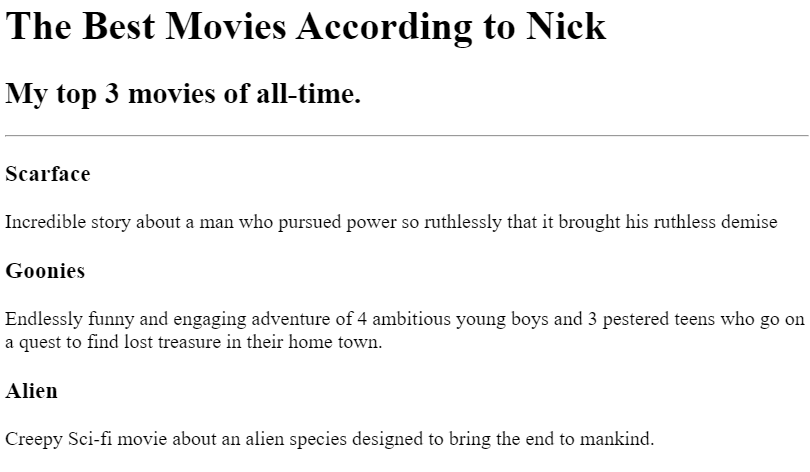 The Best Movies According to Nick
My top 3 movies of all-time.
Scarface
Incredible story about a man who pursued power so ruthlessly that it brought his ruthless demise
Goonies
Endlessly funny and engaging adventure of 4 ambitious young boys and 3 pestered teens who go on
a quest to find lost treasure in their home town.
Alien
Creepy Sci-fi movie about an alien species designed to bring the end to mankind.